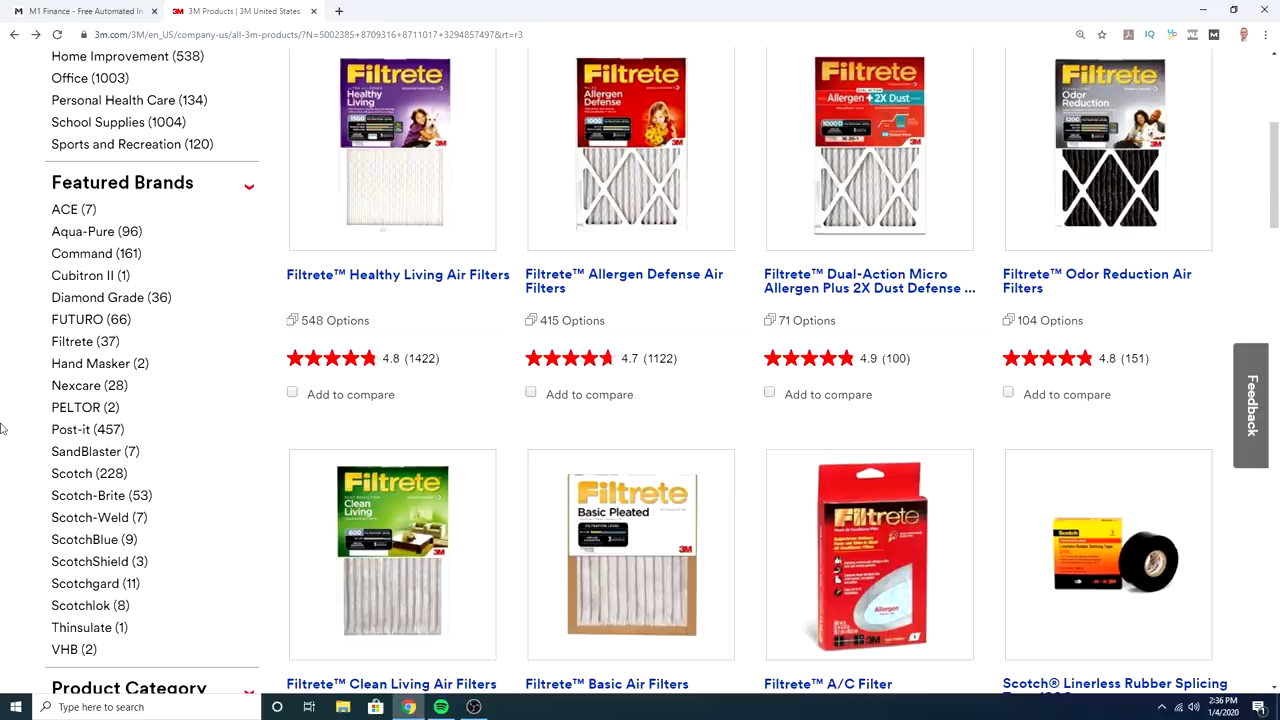 M1 Finance - Free Automated In
3M Products | 3M United States
3m.com/3M/en_US/company-us/all-3m-products/?N=5002385+8709316+8711017+3294857497&rt=r3
Home Improvement (538)
Office (1003)
Personal Health Care (134)
School Supplies (1004)
Sports and Recreation (120)
Featured Brands
ACE (7)
Aqua-Pure (96)
Command (161)
Cubitron II (1)
Diamond Grade (36)
FUTURO (66)
Filtrete (37)
Hand Masker (2)
Nexcare (28)
PELTOR (2)
Post-it (457)
SandBlaster (7)
Scotch (228)
Scotch-Brite (53)
Scotch-Weld (7)
ScotchBlue (3)
ScotchShield (3)
Scotchgard (11)
Scotchlok (8)
Thinsulate (1)
VHB (2)
Product Category
Filtrete
Healthy
Living
3M
Filtrete™ Healthy Living Air Filters
548 Options
4.8 (1422)
Add to compare
Filtrete
Allergen
Defense
1000
3M
Filtrete™ Allergen Defense Air
Filters
415 Options
4.7 (1122)
Add to compare
Filtrete
Allergen +2X Dust
3M
Filtrete™ Dual-Action Micro
Allergen Plus 2X Dust Defense ...
71 Options
4.9 (100)
Add to compare
Filtrete
Odor
Reduction
1200
3M
Filtrete™ Odor Reduction Air
Filters
104 Options
4.8 (151)
Add to compare
Filtrete
Clean
Living
3M
Filtrete™ Clean Living Air Filters
Filtrete
Basic Pleated
3M
Filtrete™ Basic Air Filters
Filtrete
Allergen
3M
Filtrete™ A/C Filter
Scotch
Scotch® Linerless Rubber Splicing
Feedback
Type here to search
2:36 PM
1/4/2020